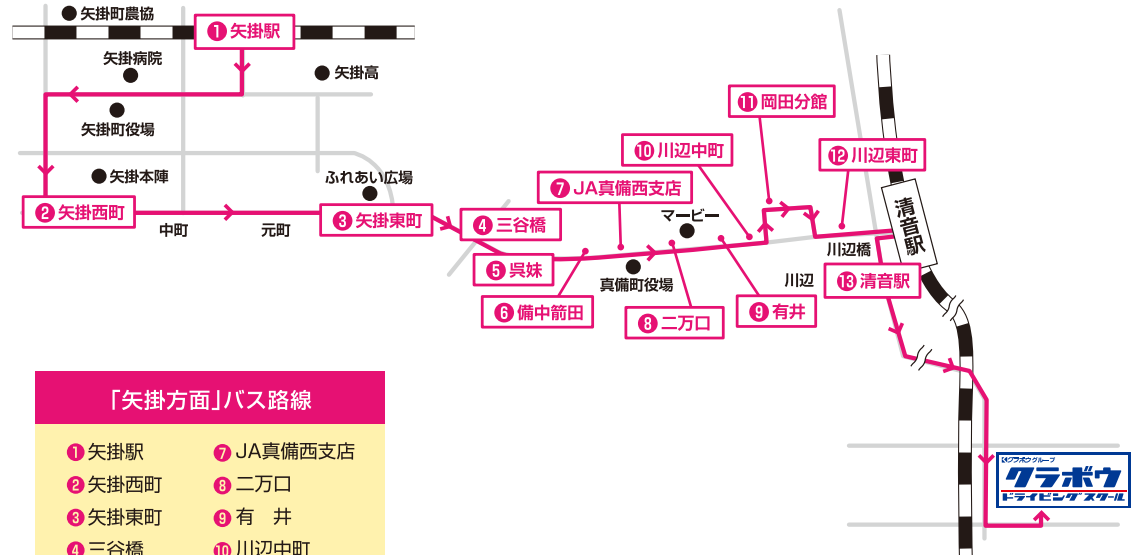 矢掛町農協
❶矢掛駅
矢掛病院
矢掛高
矢掛町役場
矢掛本陣
ふれあい広場
❷矢掛西町
中町
元町
❸矢掛東町
❹三谷橋
❺呉妹
❻備中箭田
❼JA真備西支店
マービー
真備町役場
❽二万口
❾有井
❿川辺中町
⓫岡田分館
⓬川辺東町
川辺橋
川辺
清音駅
⓭清音駅
クラボウグループ
クラボウ
ドライビングスクール
「矢掛方面」バス路線
❶矢掛駅
❷矢掛西町
❸矢掛東町
❹三谷橋
❼JA真備西支店
❽二万口
❾有　井
❿川辺中町